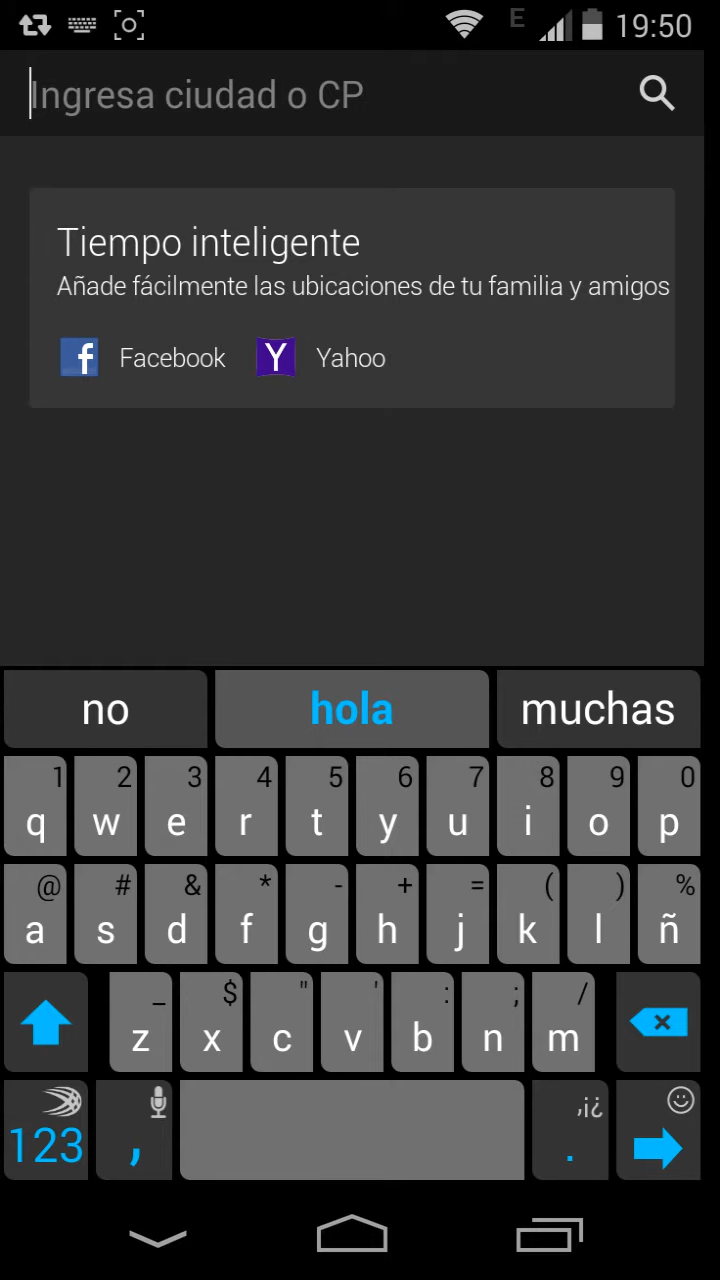 E 19:50
Ingresa ciudad o CP
Tiempo inteligente
Añade fácilmente las ubicaciones de tu familia y amigos
f Facebook Y Yahoo
no hola muchas
1 2 3 4 5 6 7 8 9 0
q w e r t y u i o p
@ # & * - + = ( ) %
a s d f g h j k l ñ
_ $ " ' : ; /
z x c v b n m
,¡¿
123 , .